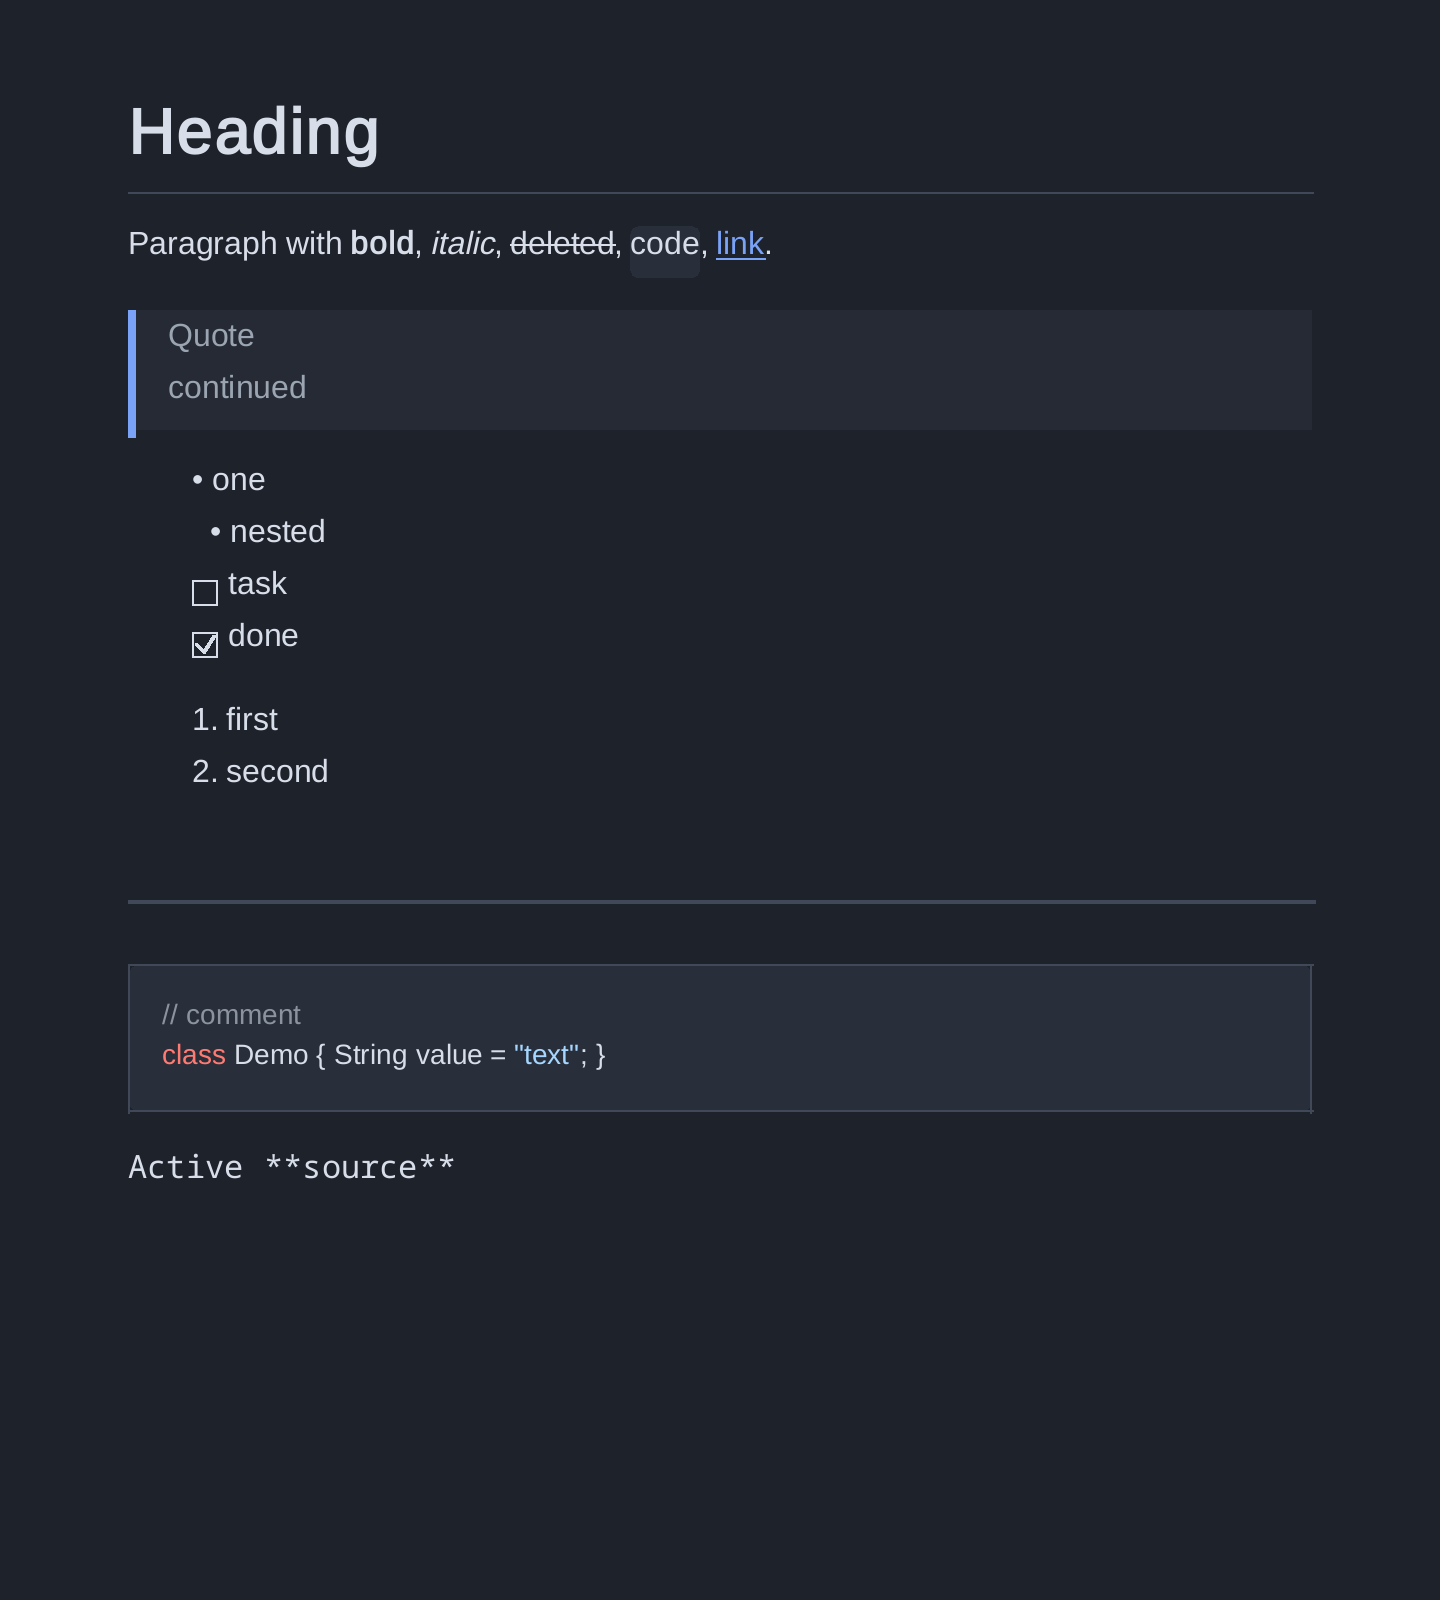 Heading
Paragraph with bold, italic, deleted, code, link.
Quote
continued
• one
• nested
☐ task
☑ done
1. first
2. second
// comment
class Demo { String value = "text"; }
Active **source**